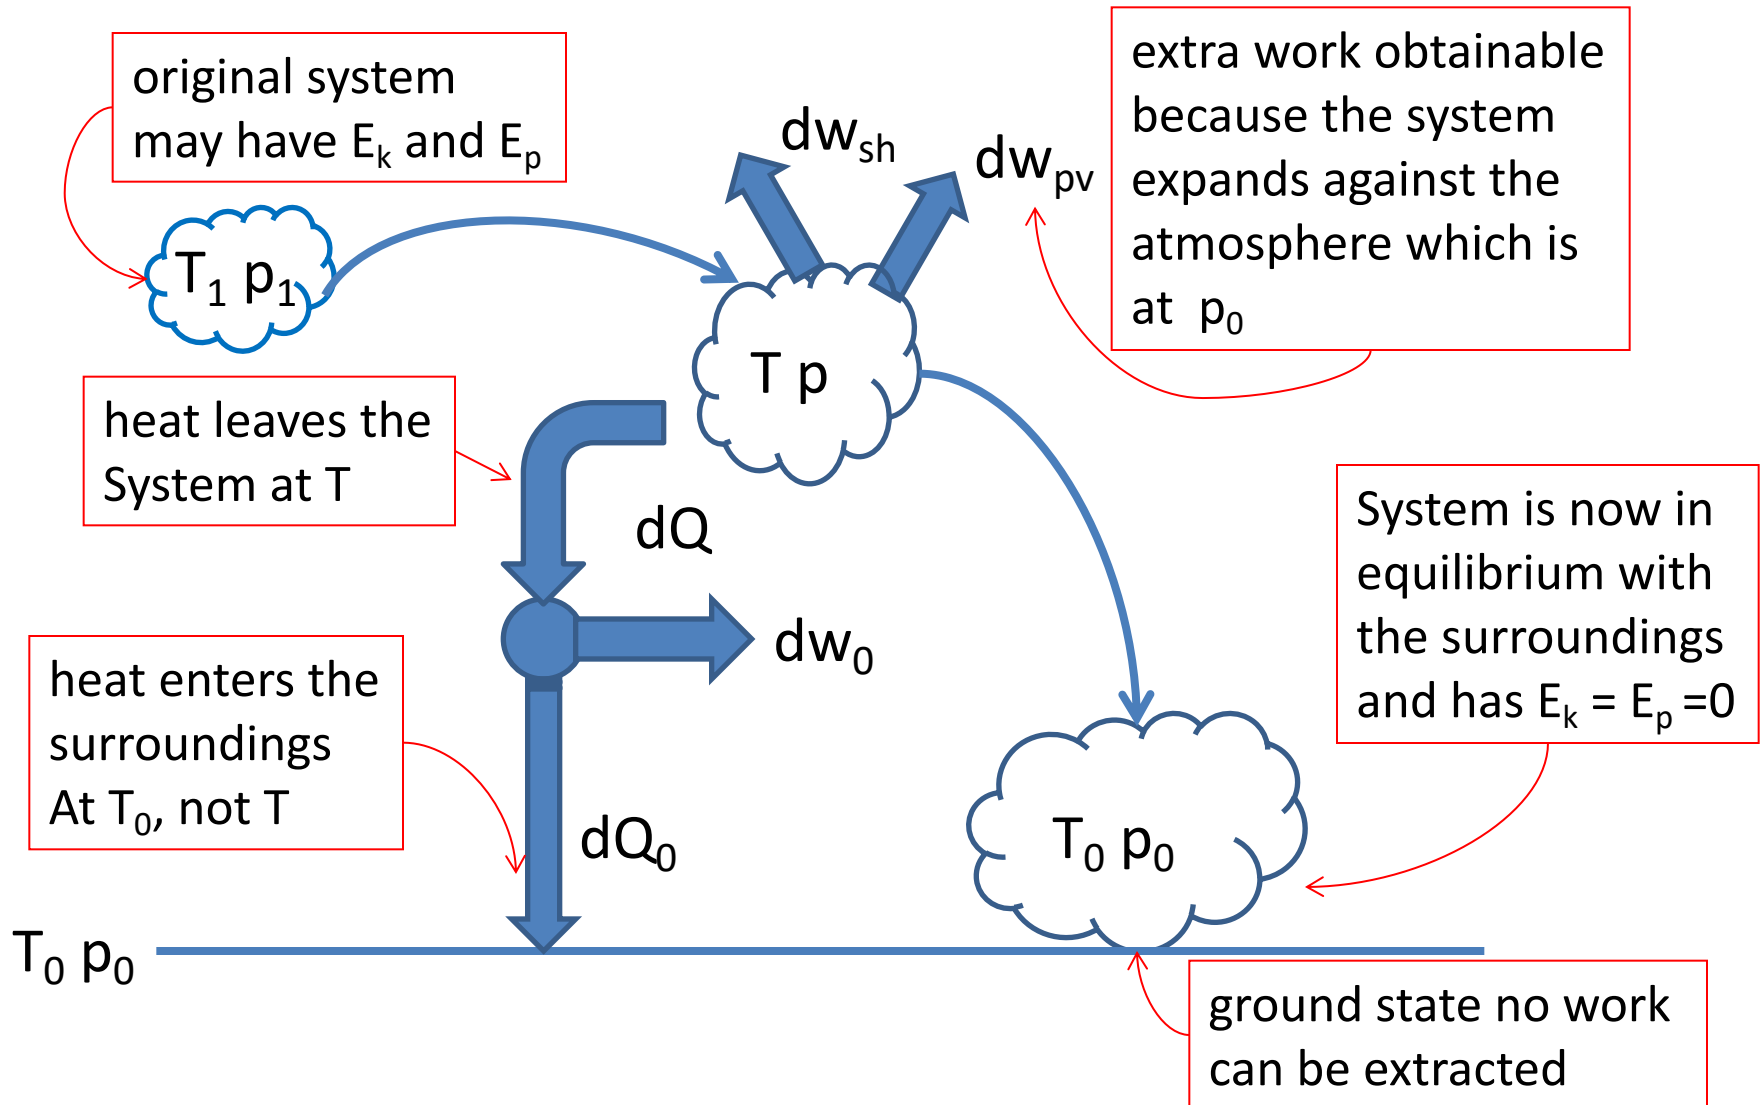 original system
may have Eₖ and Eₚ
T₁ p₁
dwₛₕ
dwₚᵥ
extra work obtainable
because the system
expands against the
atmosphere which is
at p₀
T p
heat leaves the
System at T
dQ
dw₀
System is now in
equilibrium with
the surroundings
and has Eₖ = Eₚ =0
heat enters the
surroundings
At T₀, not T
dQ₀
T₀ p₀
T₀ p₀
ground state no work
can be extracted